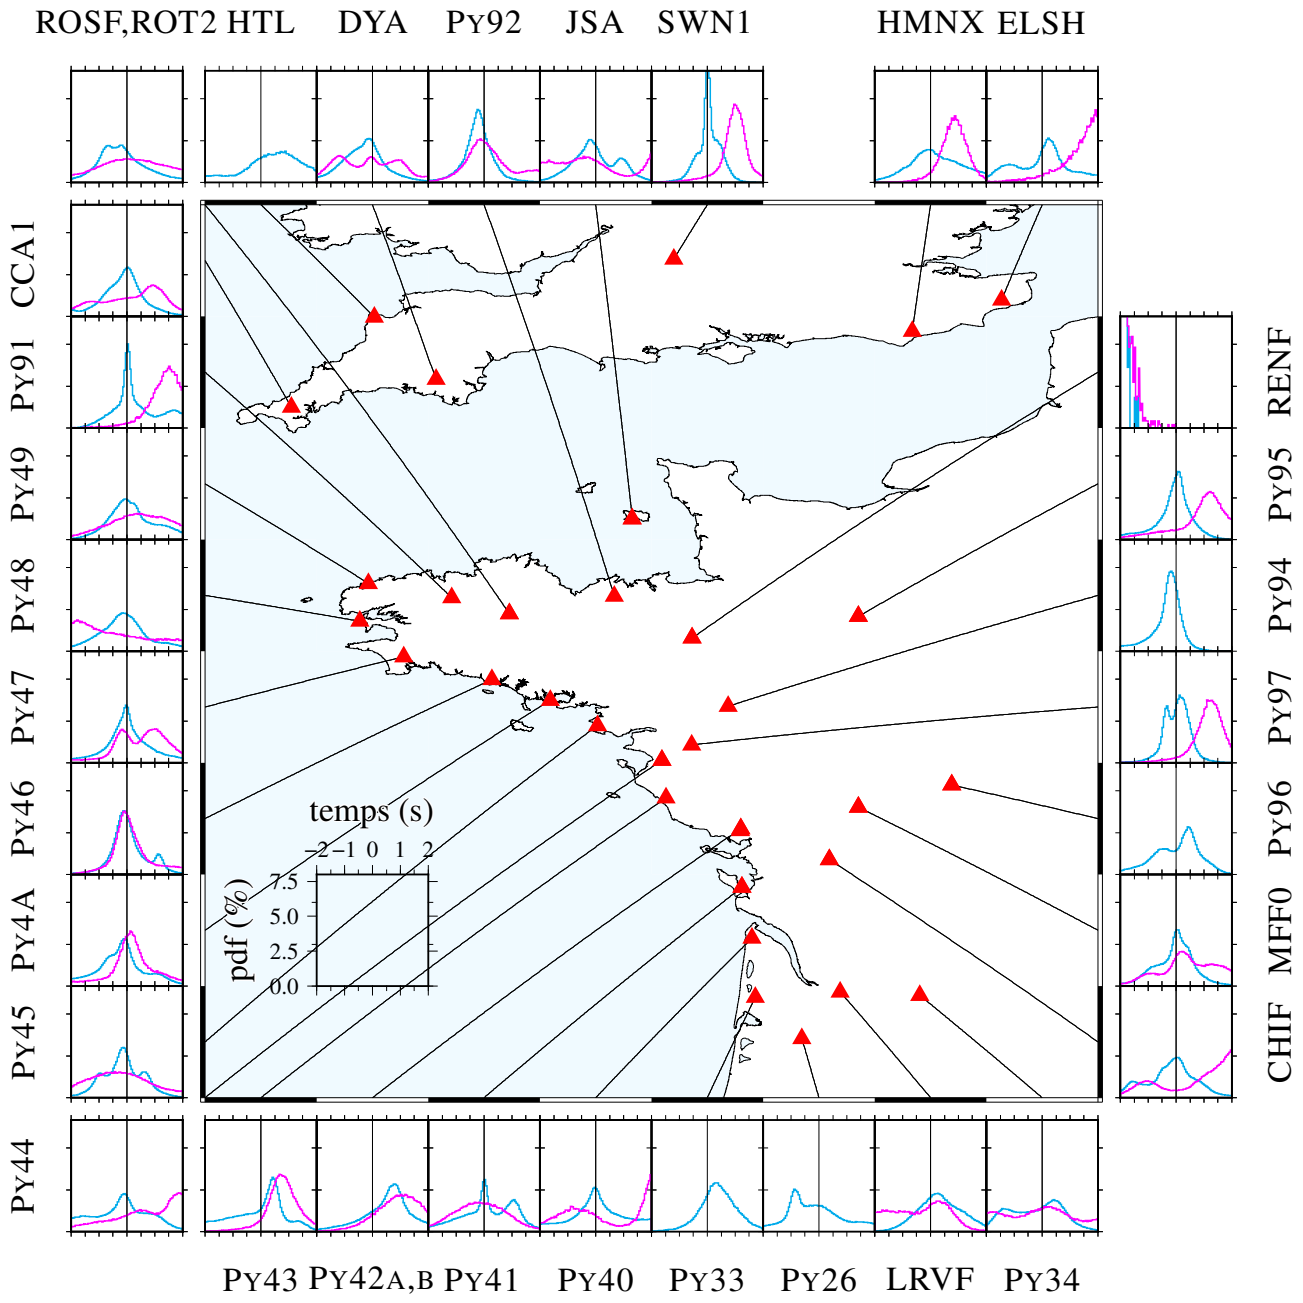 ROSF,ROT2 HTL DYA PY92 JSA SWN1 HMNX ELSH
CCA1
PY91
PY49
PY48
PY47
PY46
PY4A
PY45
PY44
RENF
PY95
PY94
PY97
PY96
MFF0
CHIF
temps (s)
−2 −1 0 1 2
pdf (%)
7.5
5.0
2.5
0.0
PY43 PY42A,B PY41 PY40 PY33 PY26 LRVF PY34